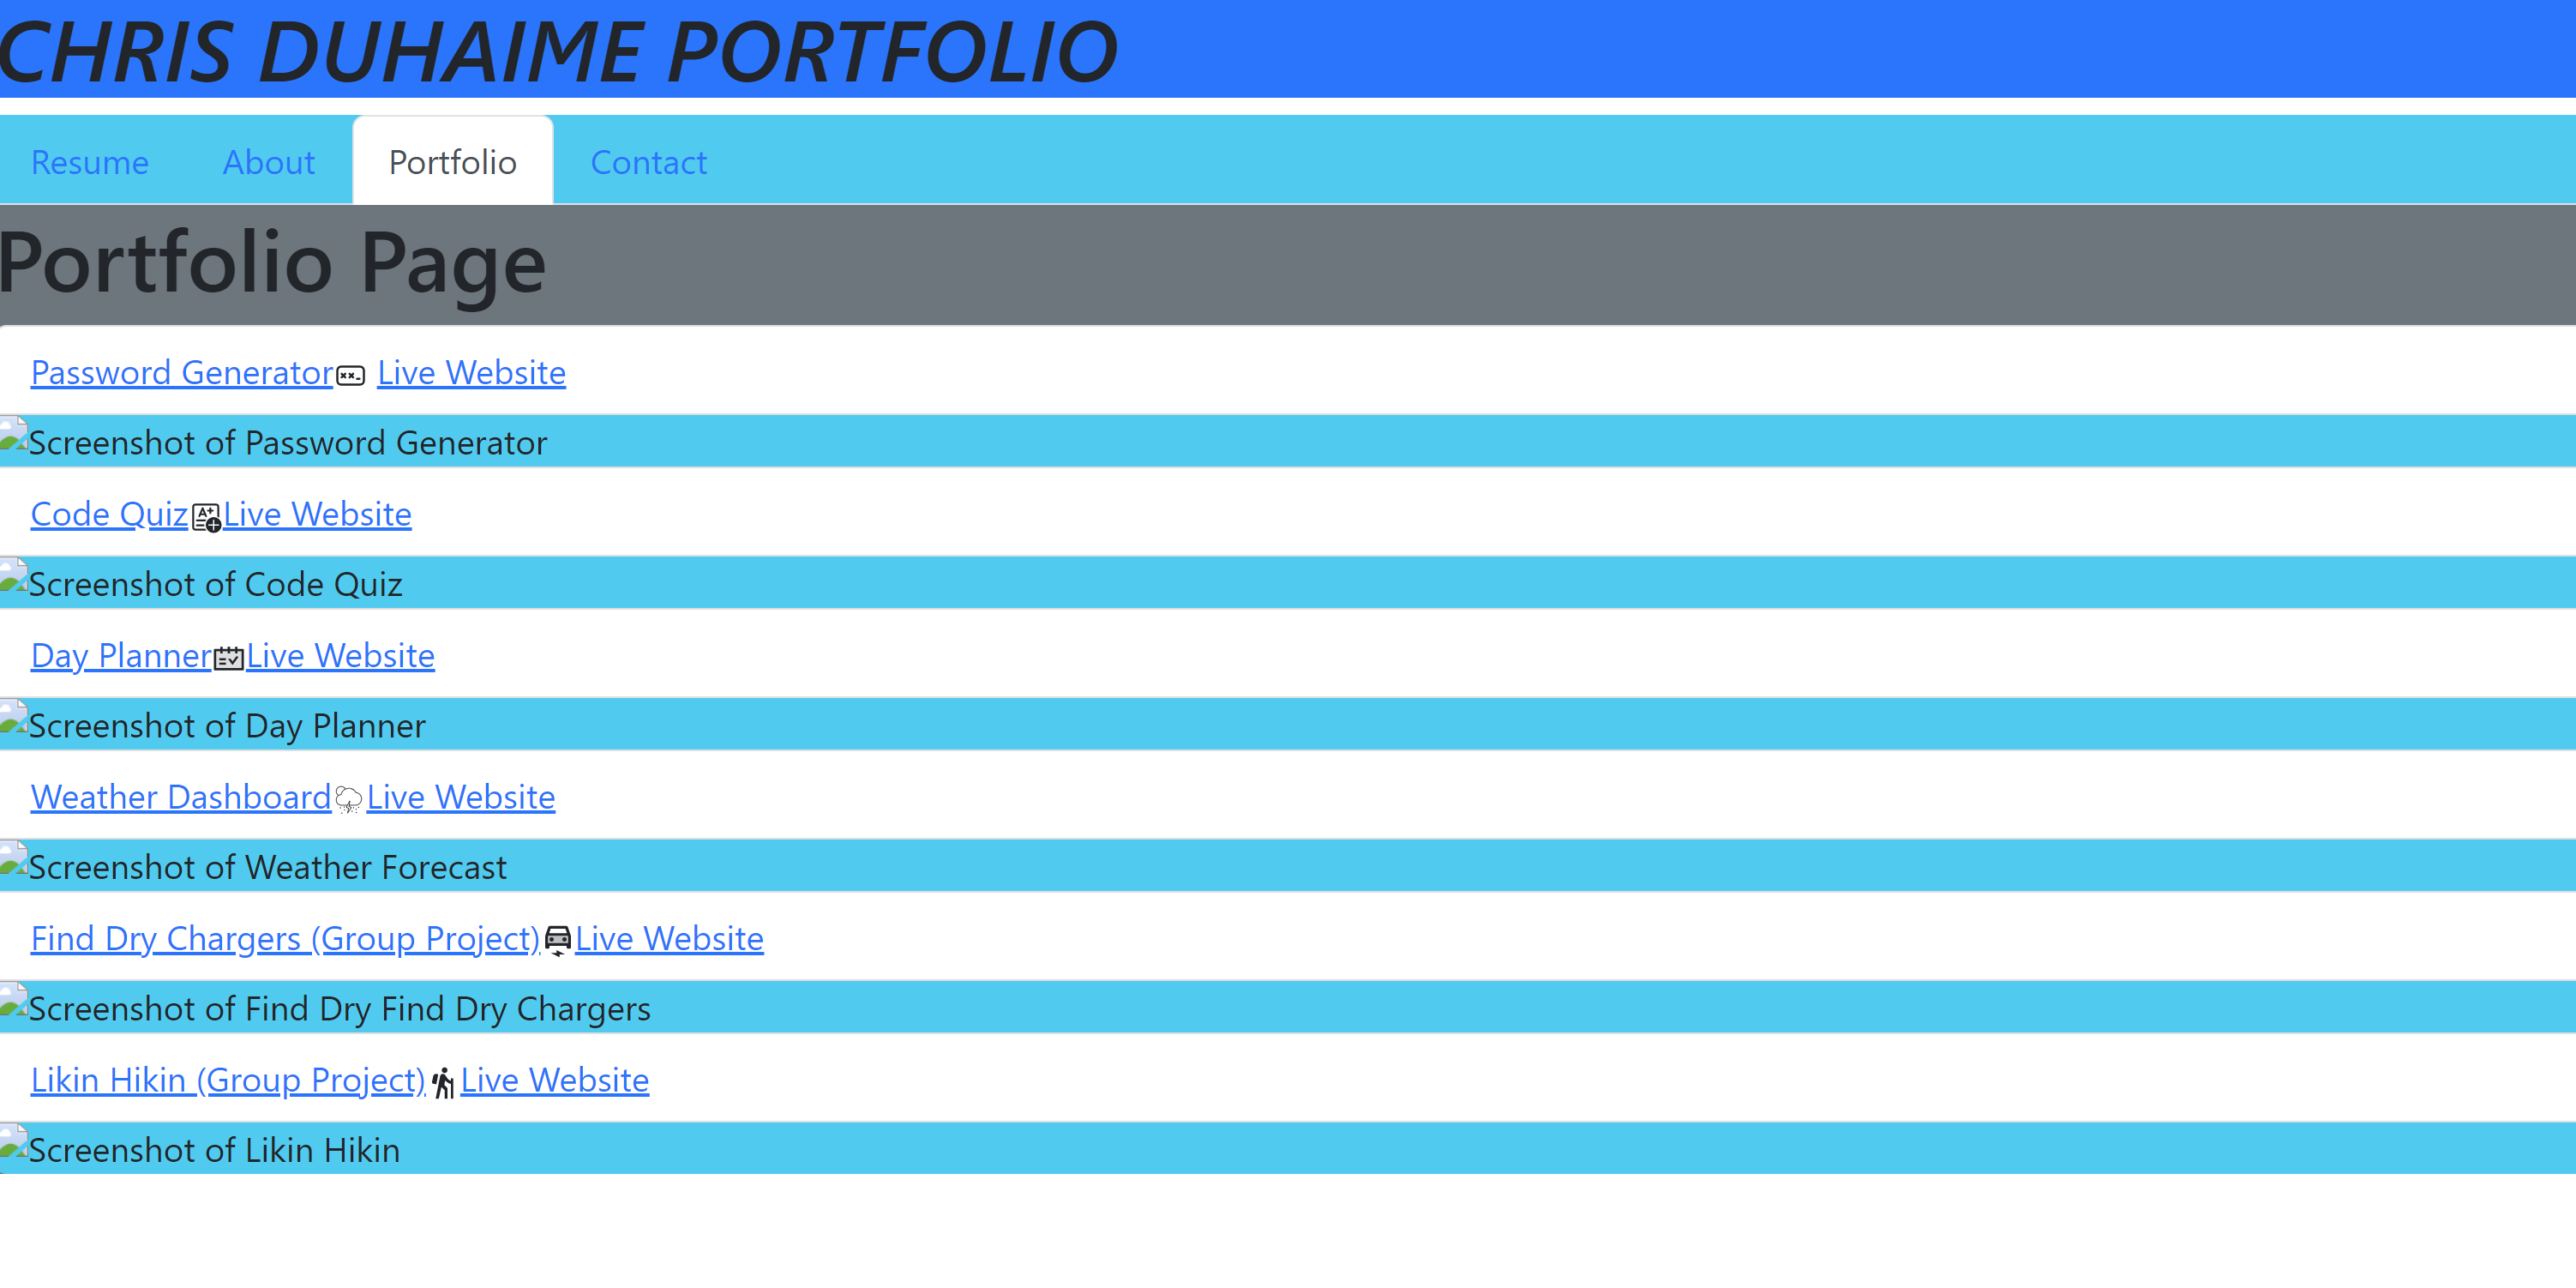 CHRIS DUHAIME PORTFOLIO
Resume About Portfolio Contact
Portfolio Page
Password Generator Live Website
Screenshot of Password Generator
Code Quiz Live Website
Screenshot of Code Quiz
Day Planner Live Website
Screenshot of Day Planner
Weather Dashboard Live Website
Screenshot of Weather Forecast
Find Dry Chargers (Group Project) Live Website
Screenshot of Find Dry Find Dry Chargers
Likin Hikin (Group Project) Live Website
Screenshot of Likin Hikin